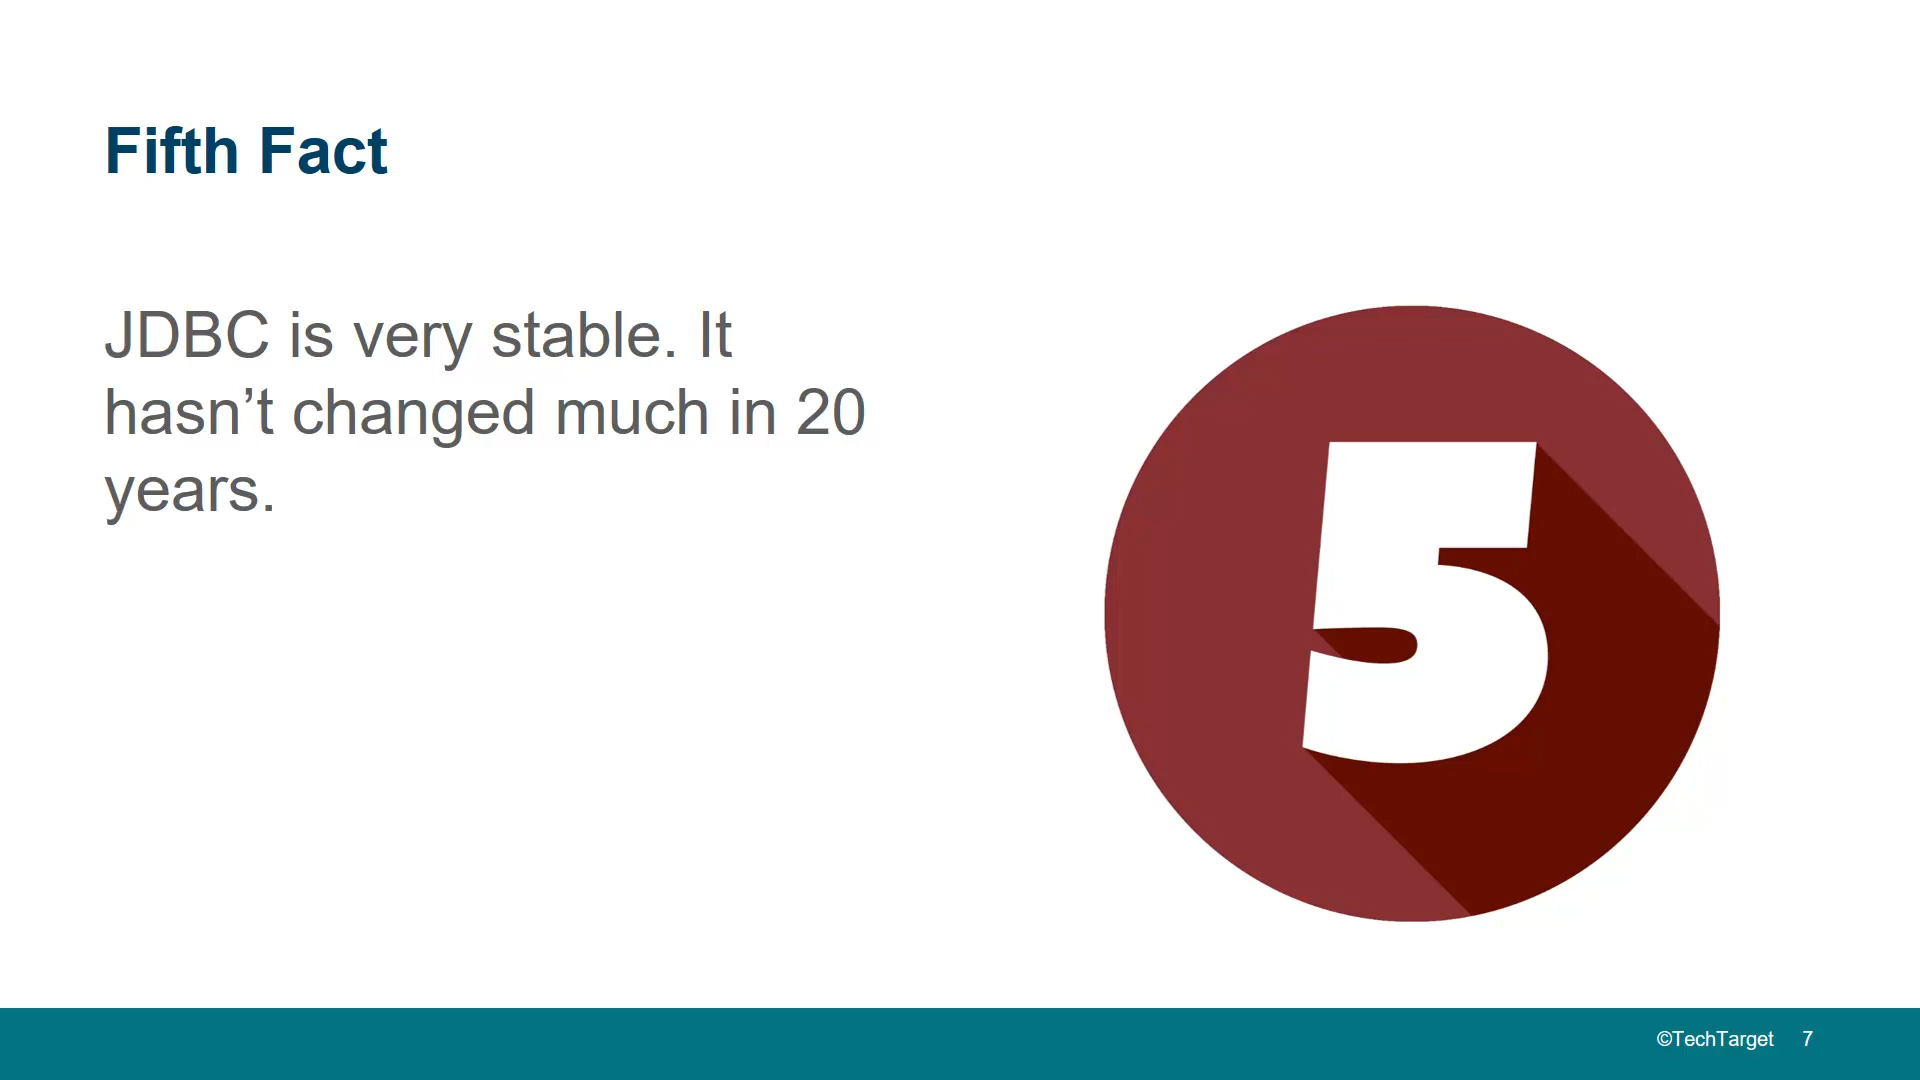 Fifth Fact
JDBC is very stable. It
hasn’t changed much in 20
years.
5
©TechTarget 7